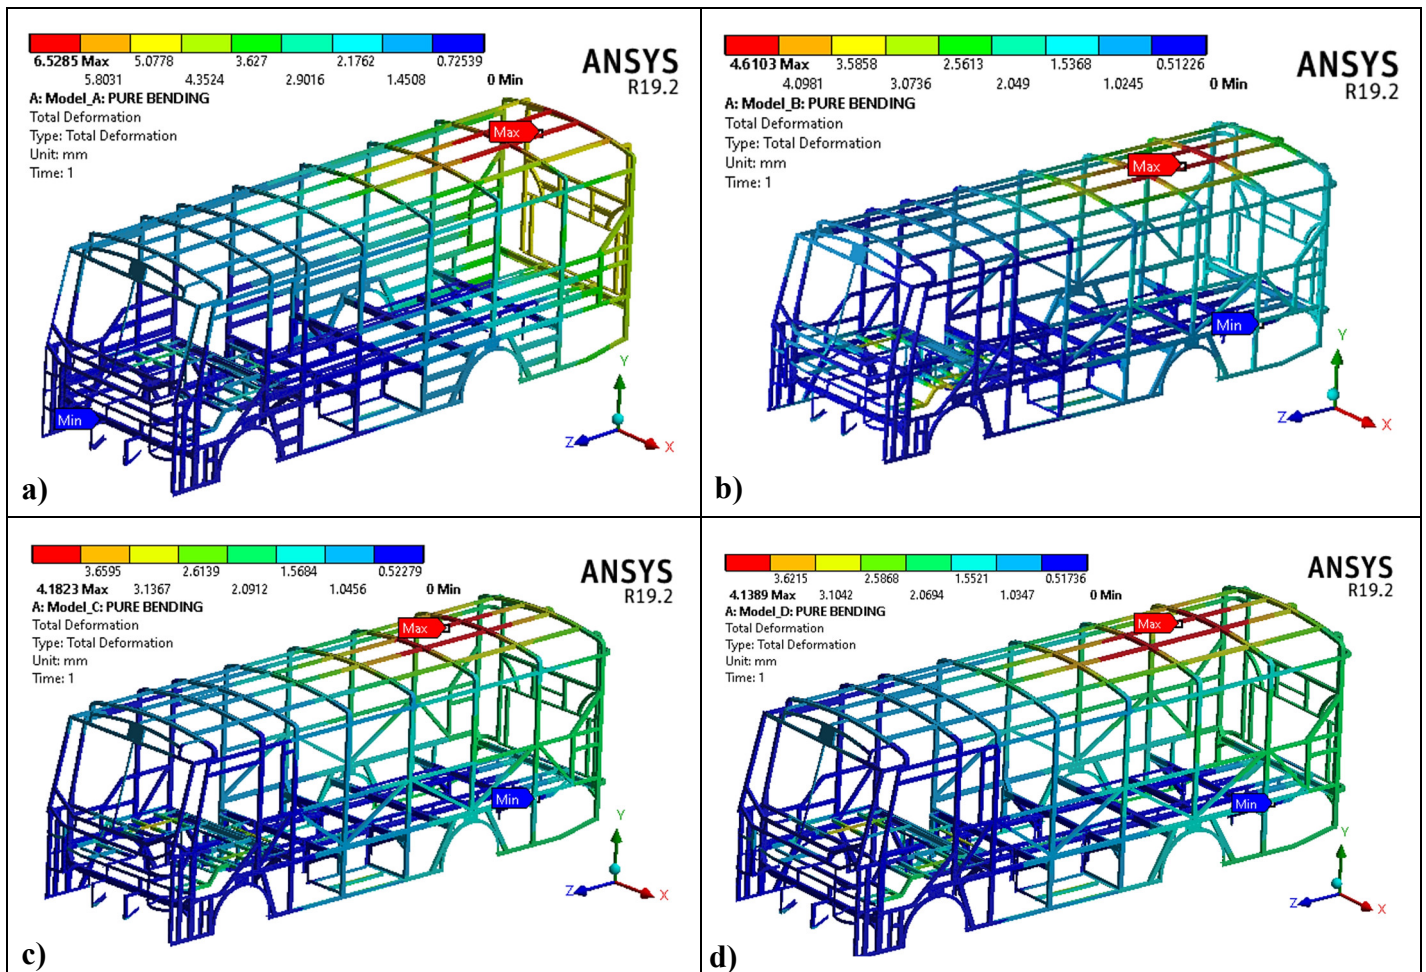 6.5285 Max 5.0778 3.627 2.1762 0.72539
5.8031 4.3524 2.9016 1.4508 0 Min
ANSYS
R19.2
A: Model_A: PURE BENDING
Total Deformation
Type: Total Deformation
Unit: mm
Time: 1
Max
Min
Y
Z
X
a)
4.6103 Max 3.5858 2.5613 1.5368 0.51226
4.0981 3.0736 2.049 1.0245 0 Min
ANSYS
R19.2
A: Model_B: PURE BENDING
Total Deformation
Type: Total Deformation
Unit: mm
Time: 1
Max
Min
Y
Z
X
b)
3.6595 2.6139 1.5684 0.52279
4.1823 Max 3.1367 2.0912 1.0456 0 Min
ANSYS
R19.2
A: Model_C: PURE BENDING
Total Deformation
Type: Total Deformation
Unit: mm
Time: 1
Max
Min
Y
Z
X
c)
3.6215 2.5868 1.5521 0.51736
4.1389 Max 3.1042 2.0694 1.0347 0 Min
ANSYS
R19.2
A: Model_D: PURE BENDING
Total Deformation
Type: Total Deformation
Unit: mm
Time: 1
Max
Min
Y
Z
X
d)